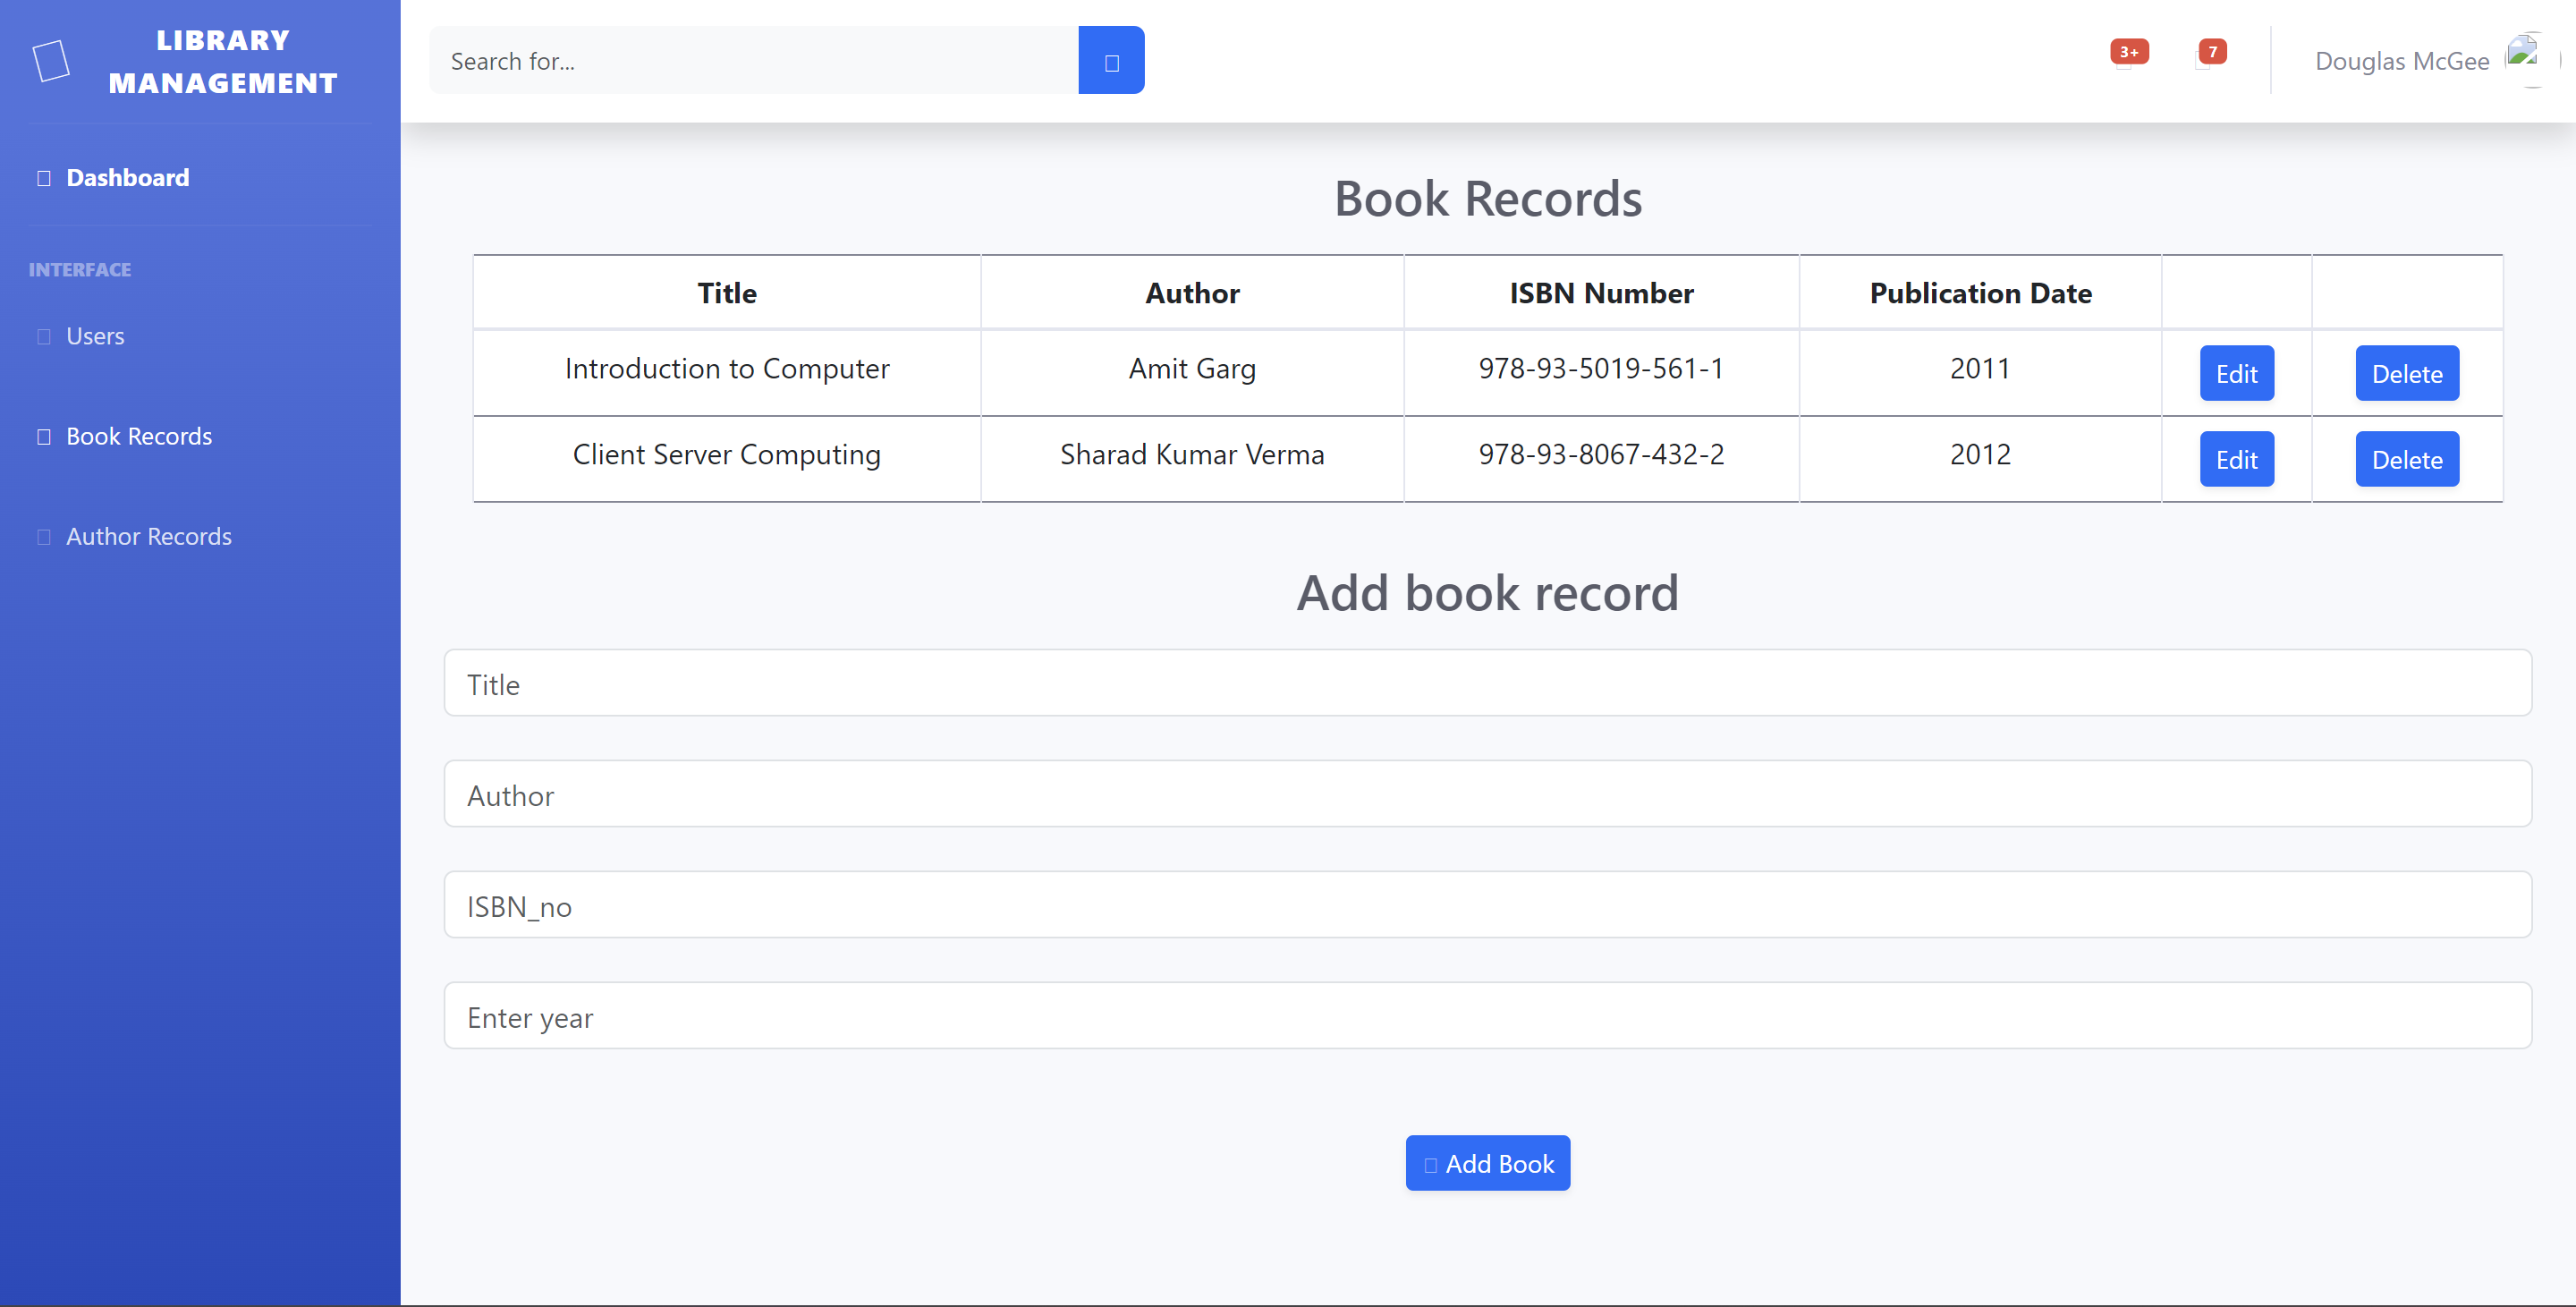 LIBRARY
MANAGEMENT
Dashboard
INTERFACE
Users
Book Records
Author Records
Search for...
3+
7
Douglas McGee
Book Records
Title Author ISBN Number Publication Date
Introduction to Computer Amit Garg 978-93-5019-561-1 2011 Edit Delete
Client Server Computing Sharad Kumar Verma 978-93-8067-432-2 2012 Edit Delete
Add book record
Title
Author
ISBN_no
Enter year
Add Book